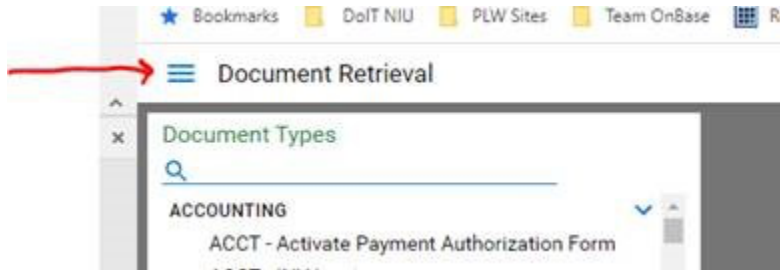 Bookmarks DoIT NIU PLW Sites Team OnBase R
Document Retrieval
Document Types
ACCOUNTING
ACCT - Activate Payment Authorization Form